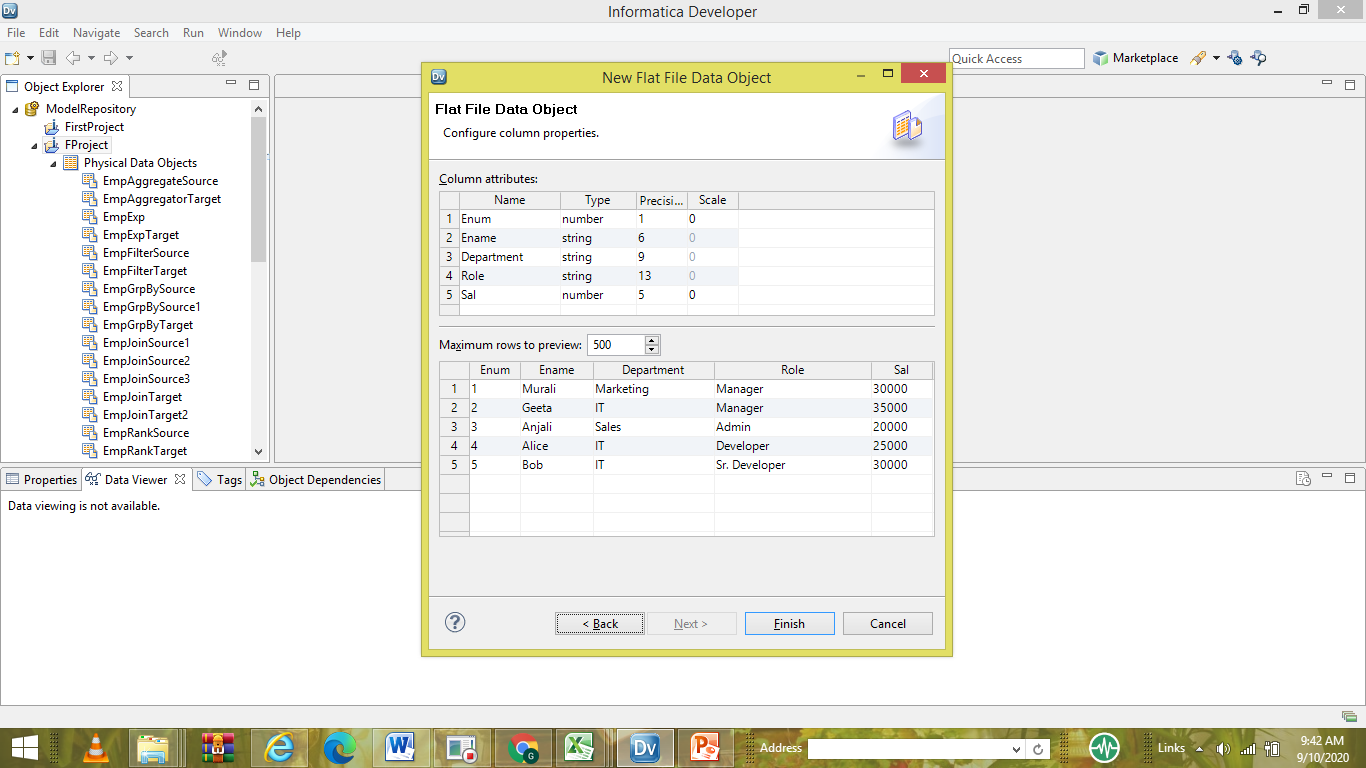 Dv
Informatica Developer
File Edit Navigate Search Run Window Help
Quick Access
Marketplace
Object Explorer
ModelRepository
FirstProject
FProject
Physical Data Objects
EmpAggregateSource
EmpAggregatorTarget
EmpExp
EmpExpTarget
EmpFilterSource
EmpFilterTarget
EmpGrpBySource
EmpGrpBySource1
EmpGrpByTarget
EmpJoinSource1
EmpJoinSource2
EmpJoinSource3
EmpJoinTarget
EmpJoinTarget2
EmpRankSource
EmpRankTarget
Dv New Flat File Data Object
Flat File Data Object
Configure column properties.
Column attributes:
Name Type Precisi... Scale
1 Enum number 1 0
2 Ename string 6 0
3 Department string 9 0
4 Role string 13 0
5 Sal number 5 0
Maximum rows to preview: 500
Enum Ename Department Role Sal
1 1 Murali Marketing Manager 30000
2 2 Geeta IT Manager 35000
3 3 Anjali Sales Admin 20000
4 4 Alice IT Developer 25000
5 5 Bob IT Sr. Developer 30000
? < Back Next > Finish Cancel
Properties Data Viewer Tags Object Dependencies
Data viewing is not available.
Address
Links
9:42 AM
9/10/2020